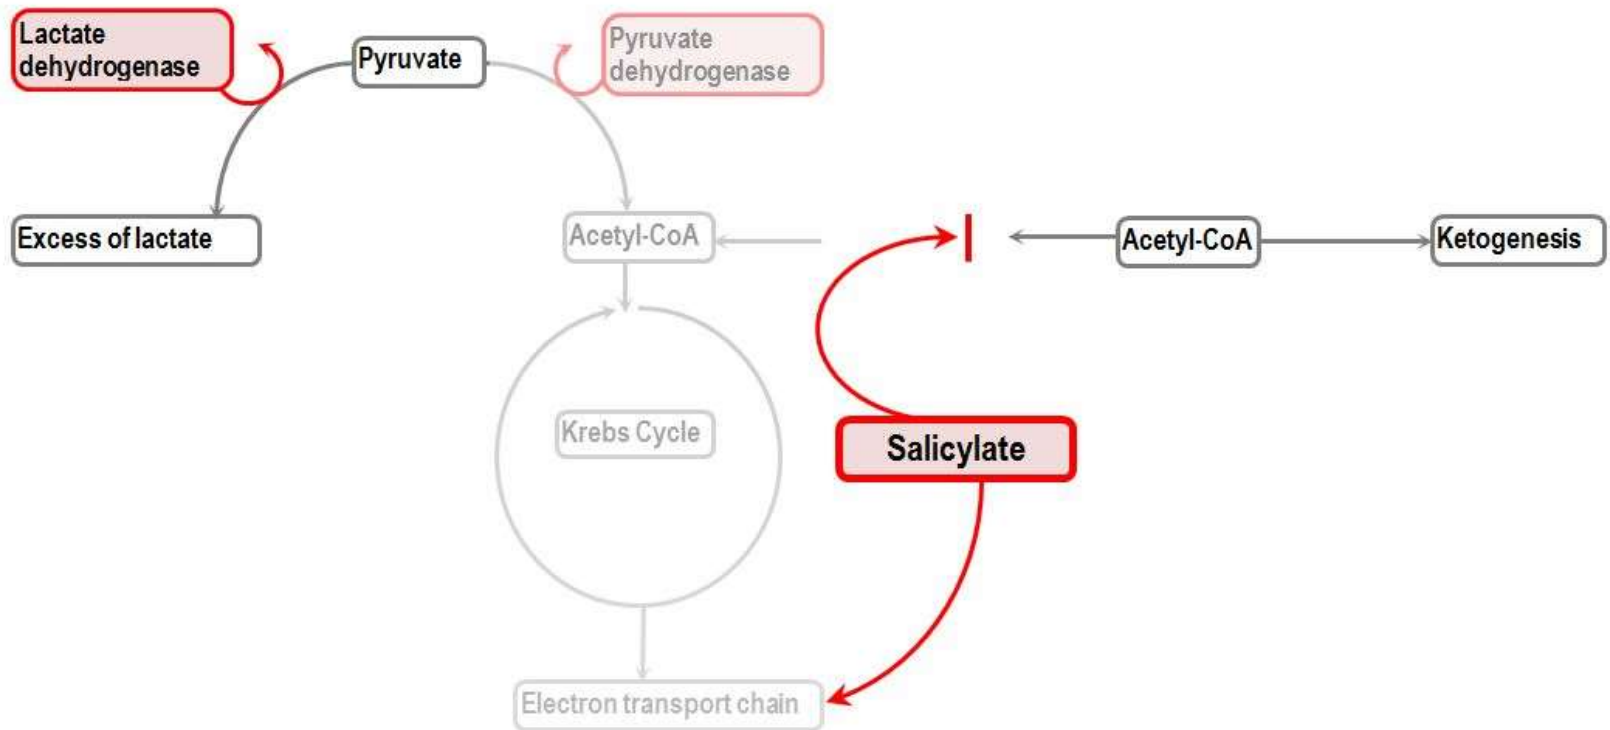 Lactate
dehydrogenase
Pyruvate
Pyruvate
dehydrogenase
Excess of lactate
Acetyl-CoA
Acetyl-CoA
Ketogenesis
Krebs Cycle
Salicylate
Electron transport chain